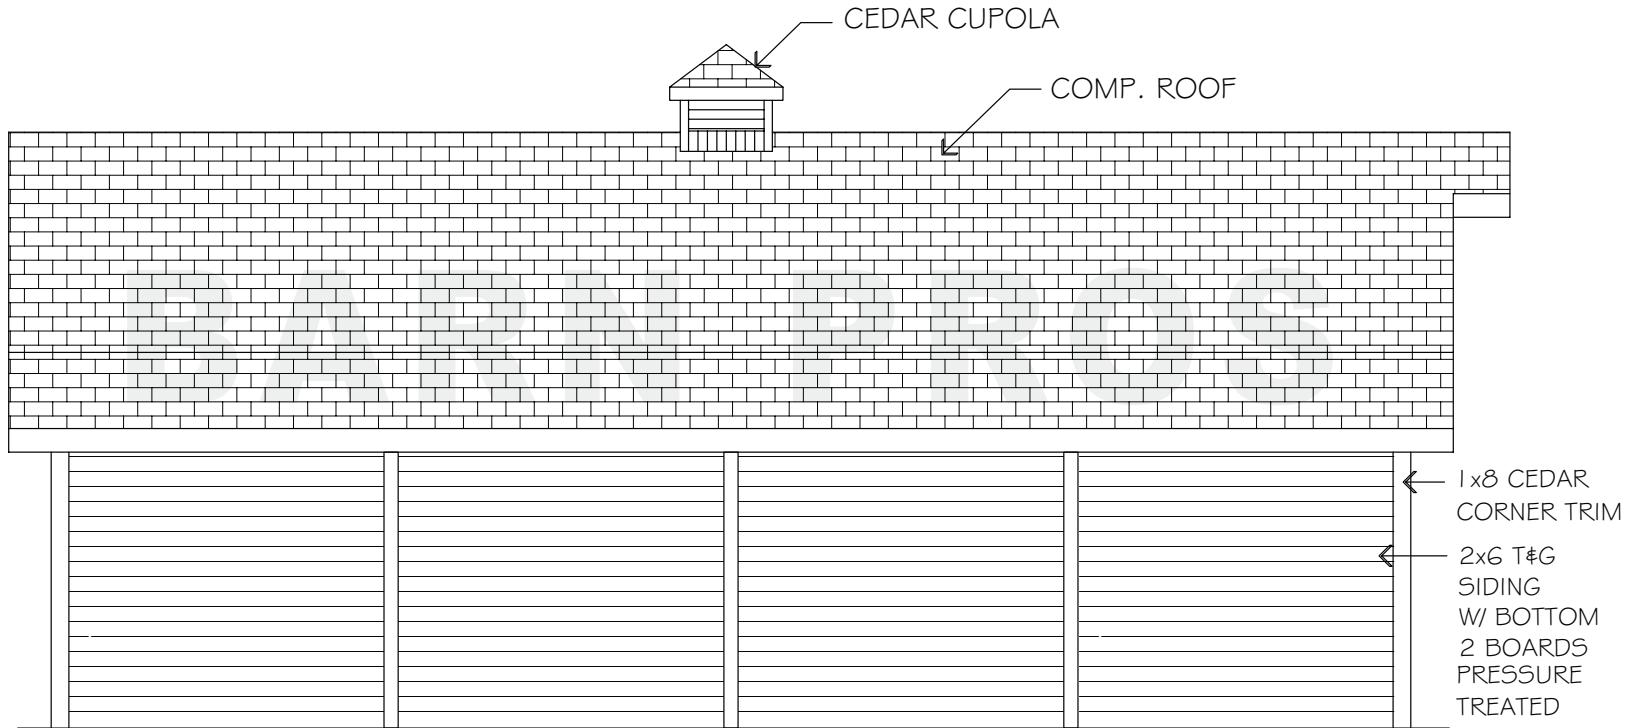 CEDAR CUPOLA
COMP. ROOF
BARN PROS
1x8 CEDAR
CORNER TRIM
2x6 T&G
SIDING
W/ BOTTOM
2 BOARDS
PRESSURE
TREATED